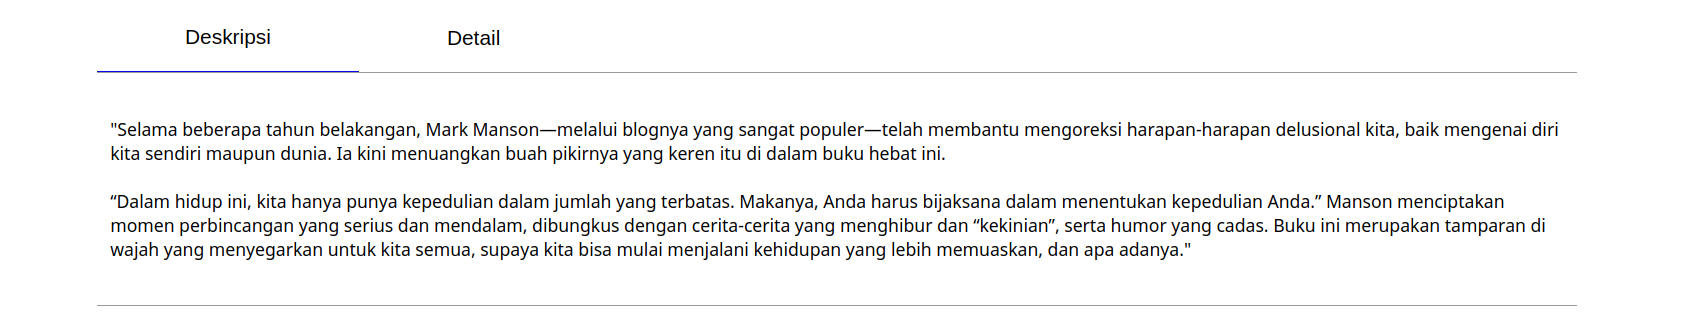 Deskripsi
Detail
"Selama beberapa tahun belakangan, Mark Manson—melalui blognya yang sangat populer—telah membantu mengoreksi harapan-harapan delusional kita, baik mengenai diri
kita sendiri maupun dunia. Ia kini menuangkan buah pikirnya yang keren itu di dalam buku hebat ini.
“Dalam hidup ini, kita hanya punya kepedulian dalam jumlah yang terbatas. Makanya, Anda harus bijaksana dalam menentukan kepedulian Anda.” Manson menciptakan
momen perbincangan yang serius dan mendalam, dibungkus dengan cerita-cerita yang menghibur dan “kekinian”, serta humor yang cadas. Buku ini merupakan tamparan di
wajah yang menyegarkan untuk kita semua, supaya kita bisa mulai menjalani kehidupan yang lebih memuaskan, dan apa adanya."